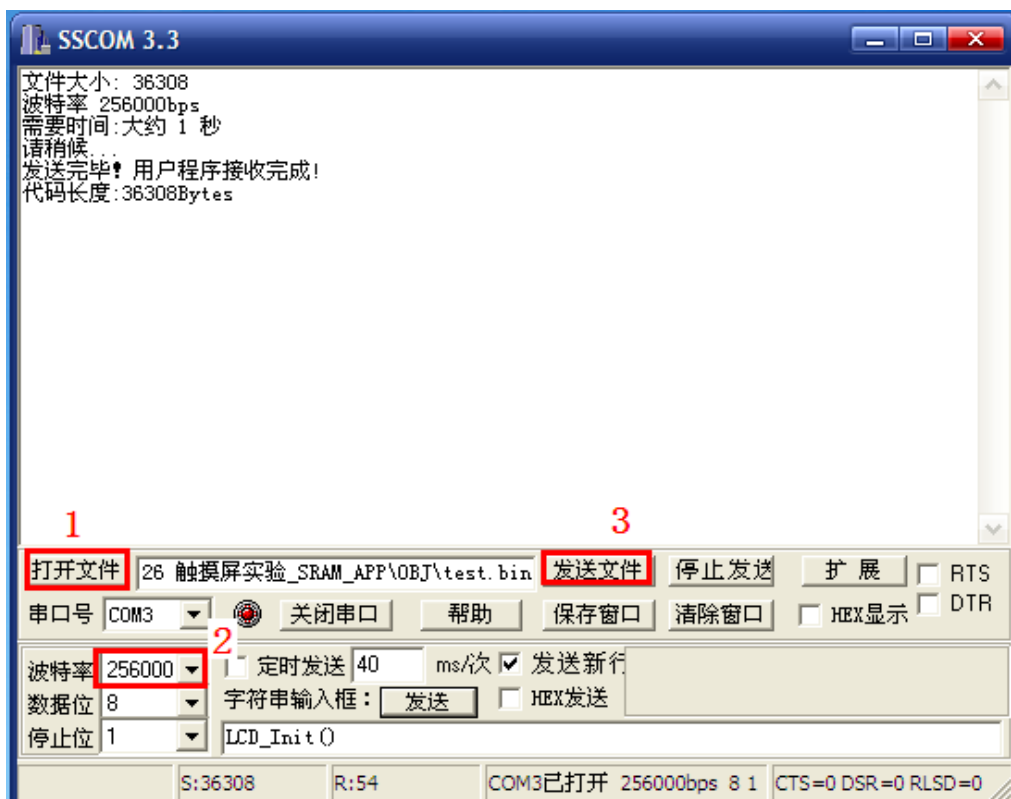 SSCOM 3.3
文件大小: 36308
波特率 256000bps
需要时间:大约 1 秒
请稍候...
发送完毕! 用户程序接收完成!
代码长度:36308Bytes
1 3
打开文件 26 触摸屏实验_SRAM_APP\OBJ\test.bin 发送文件 停止发送 扩 展 RTS
串口号 COM3 关闭串口 帮助 保存窗口 清除窗口 HEX显示 DTR
2
波特率 256000 定时发送 40 ms/次 发送新行
数据位 8 字符串输入框: 发送 HEX发送
停止位 1 LCD_Init()
S:36308 R:54 COM3已打开 256000bps 8 1 CTS=0 DSR=0 RLSD=0